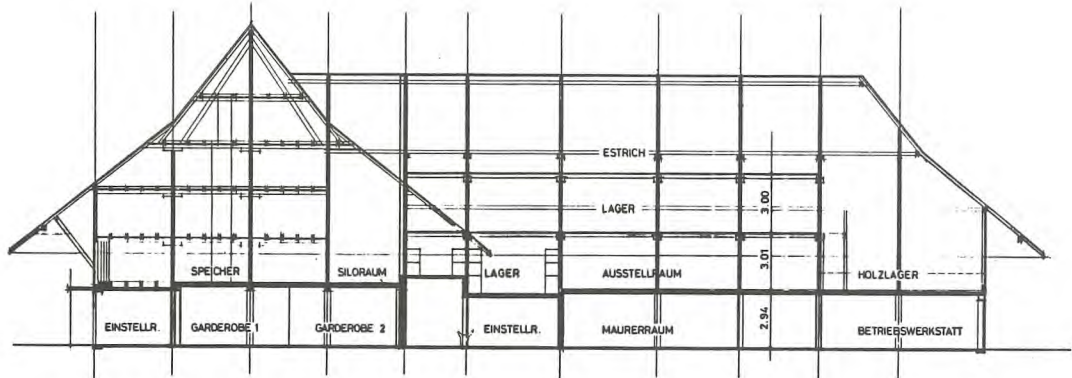 ESTRICH
LAGER
3.00
SPEICHER
SILORAUM
LAGER
AUSSTELLRAUM
3.01
HOLZLAGER
EINSTELLR.
GARDEROBE 1
GARDEROBE 2
EINSTELLR.
MAURERRAUM
2.94
BETRIEBSWERKSTATT